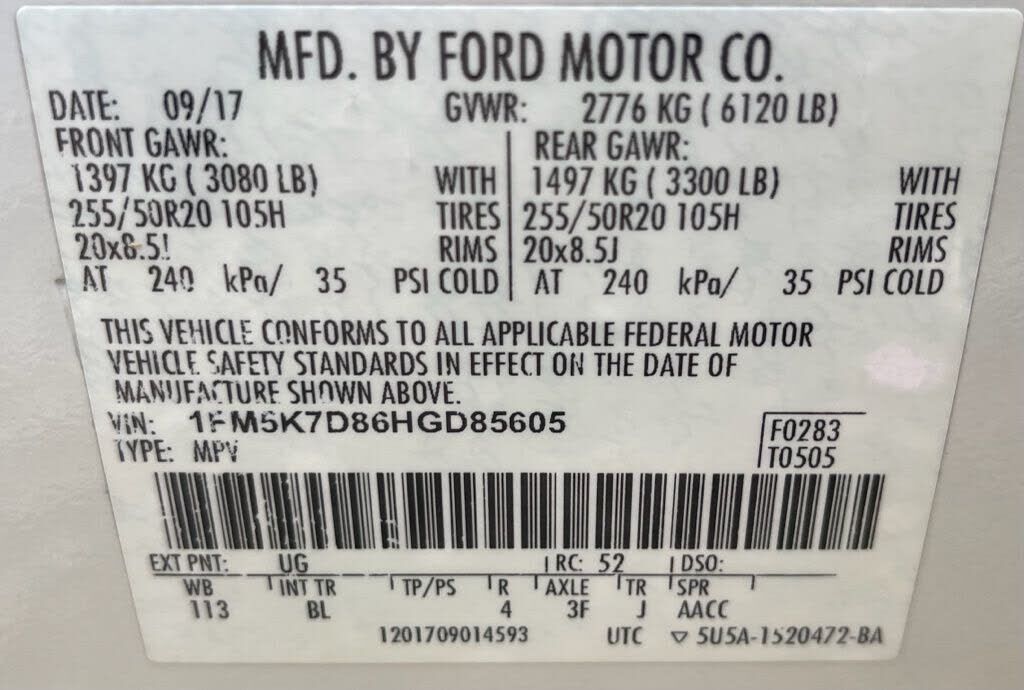 MFD. BY FORD MOTOR CO.
DATE: 09/17 GVWR: 2776 KG ( 6120 LB)
FRONT GAWR: REAR GAWR:
1397 KG ( 3080 LB) WITH 1497 KG ( 3300 LB) WITH
255/50R20 105H TIRES 255/50R20 105H TIRES
20x8.5J RIMS 20x8.5J RIMS
AT 240 kPa/ 35 PSI COLD AT 240 kPa/ 35 PSI COLD
THIS VEHICLE CONFORMS TO ALL APPLICABLE FEDERAL MOTOR
VEHICLE SAFETY STANDARDS IN EFFECT ON THE DATE OF
MANUFACTURE SHOWN ABOVE.
VIN: 1FM5K7D86HGD85605 F0283
TYPE: MPV T0505
EXT PNT: UG RC: 52 DSO:
WB INT TR TP/PS R AXLE TR SPR
113 BL 4 3F J AACC
1201709014593 UTC ▽ 5U5A-1520472-BA